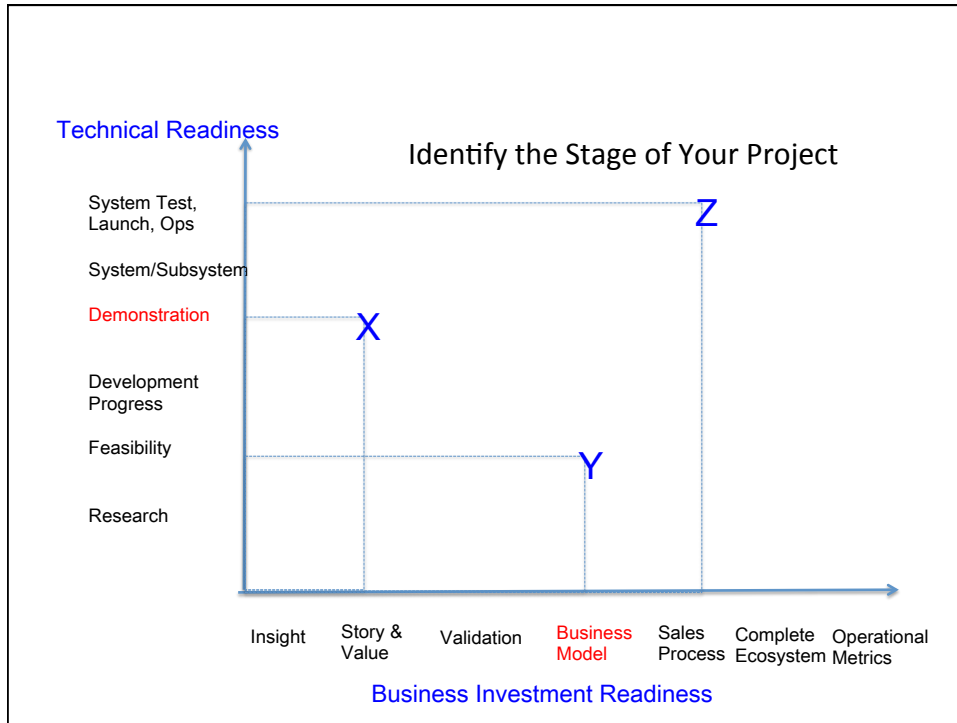 Technical Readiness
Identify the Stage of Your Project
System Test,
Launch, Ops
Z
System/Subsystem
Demonstration
X
Development
Progress
Feasibility
Y
Research
Insight
Story &
Value
Validation
Business
Model
Sales
Process
Complete
Ecosystem
Operational
Metrics
Business Investment Readiness